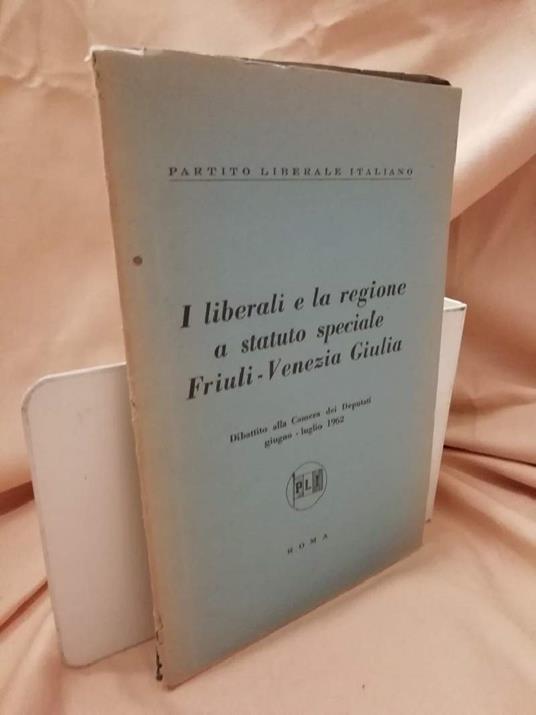 PARTITO LIBERALE ITALIANO
I liberali e la regione
a statuto speciale
Friuli - Venezia Giulia
Dibattito alla Camera dei Deputati
giugno - luglio 1962
PLI
ROMA